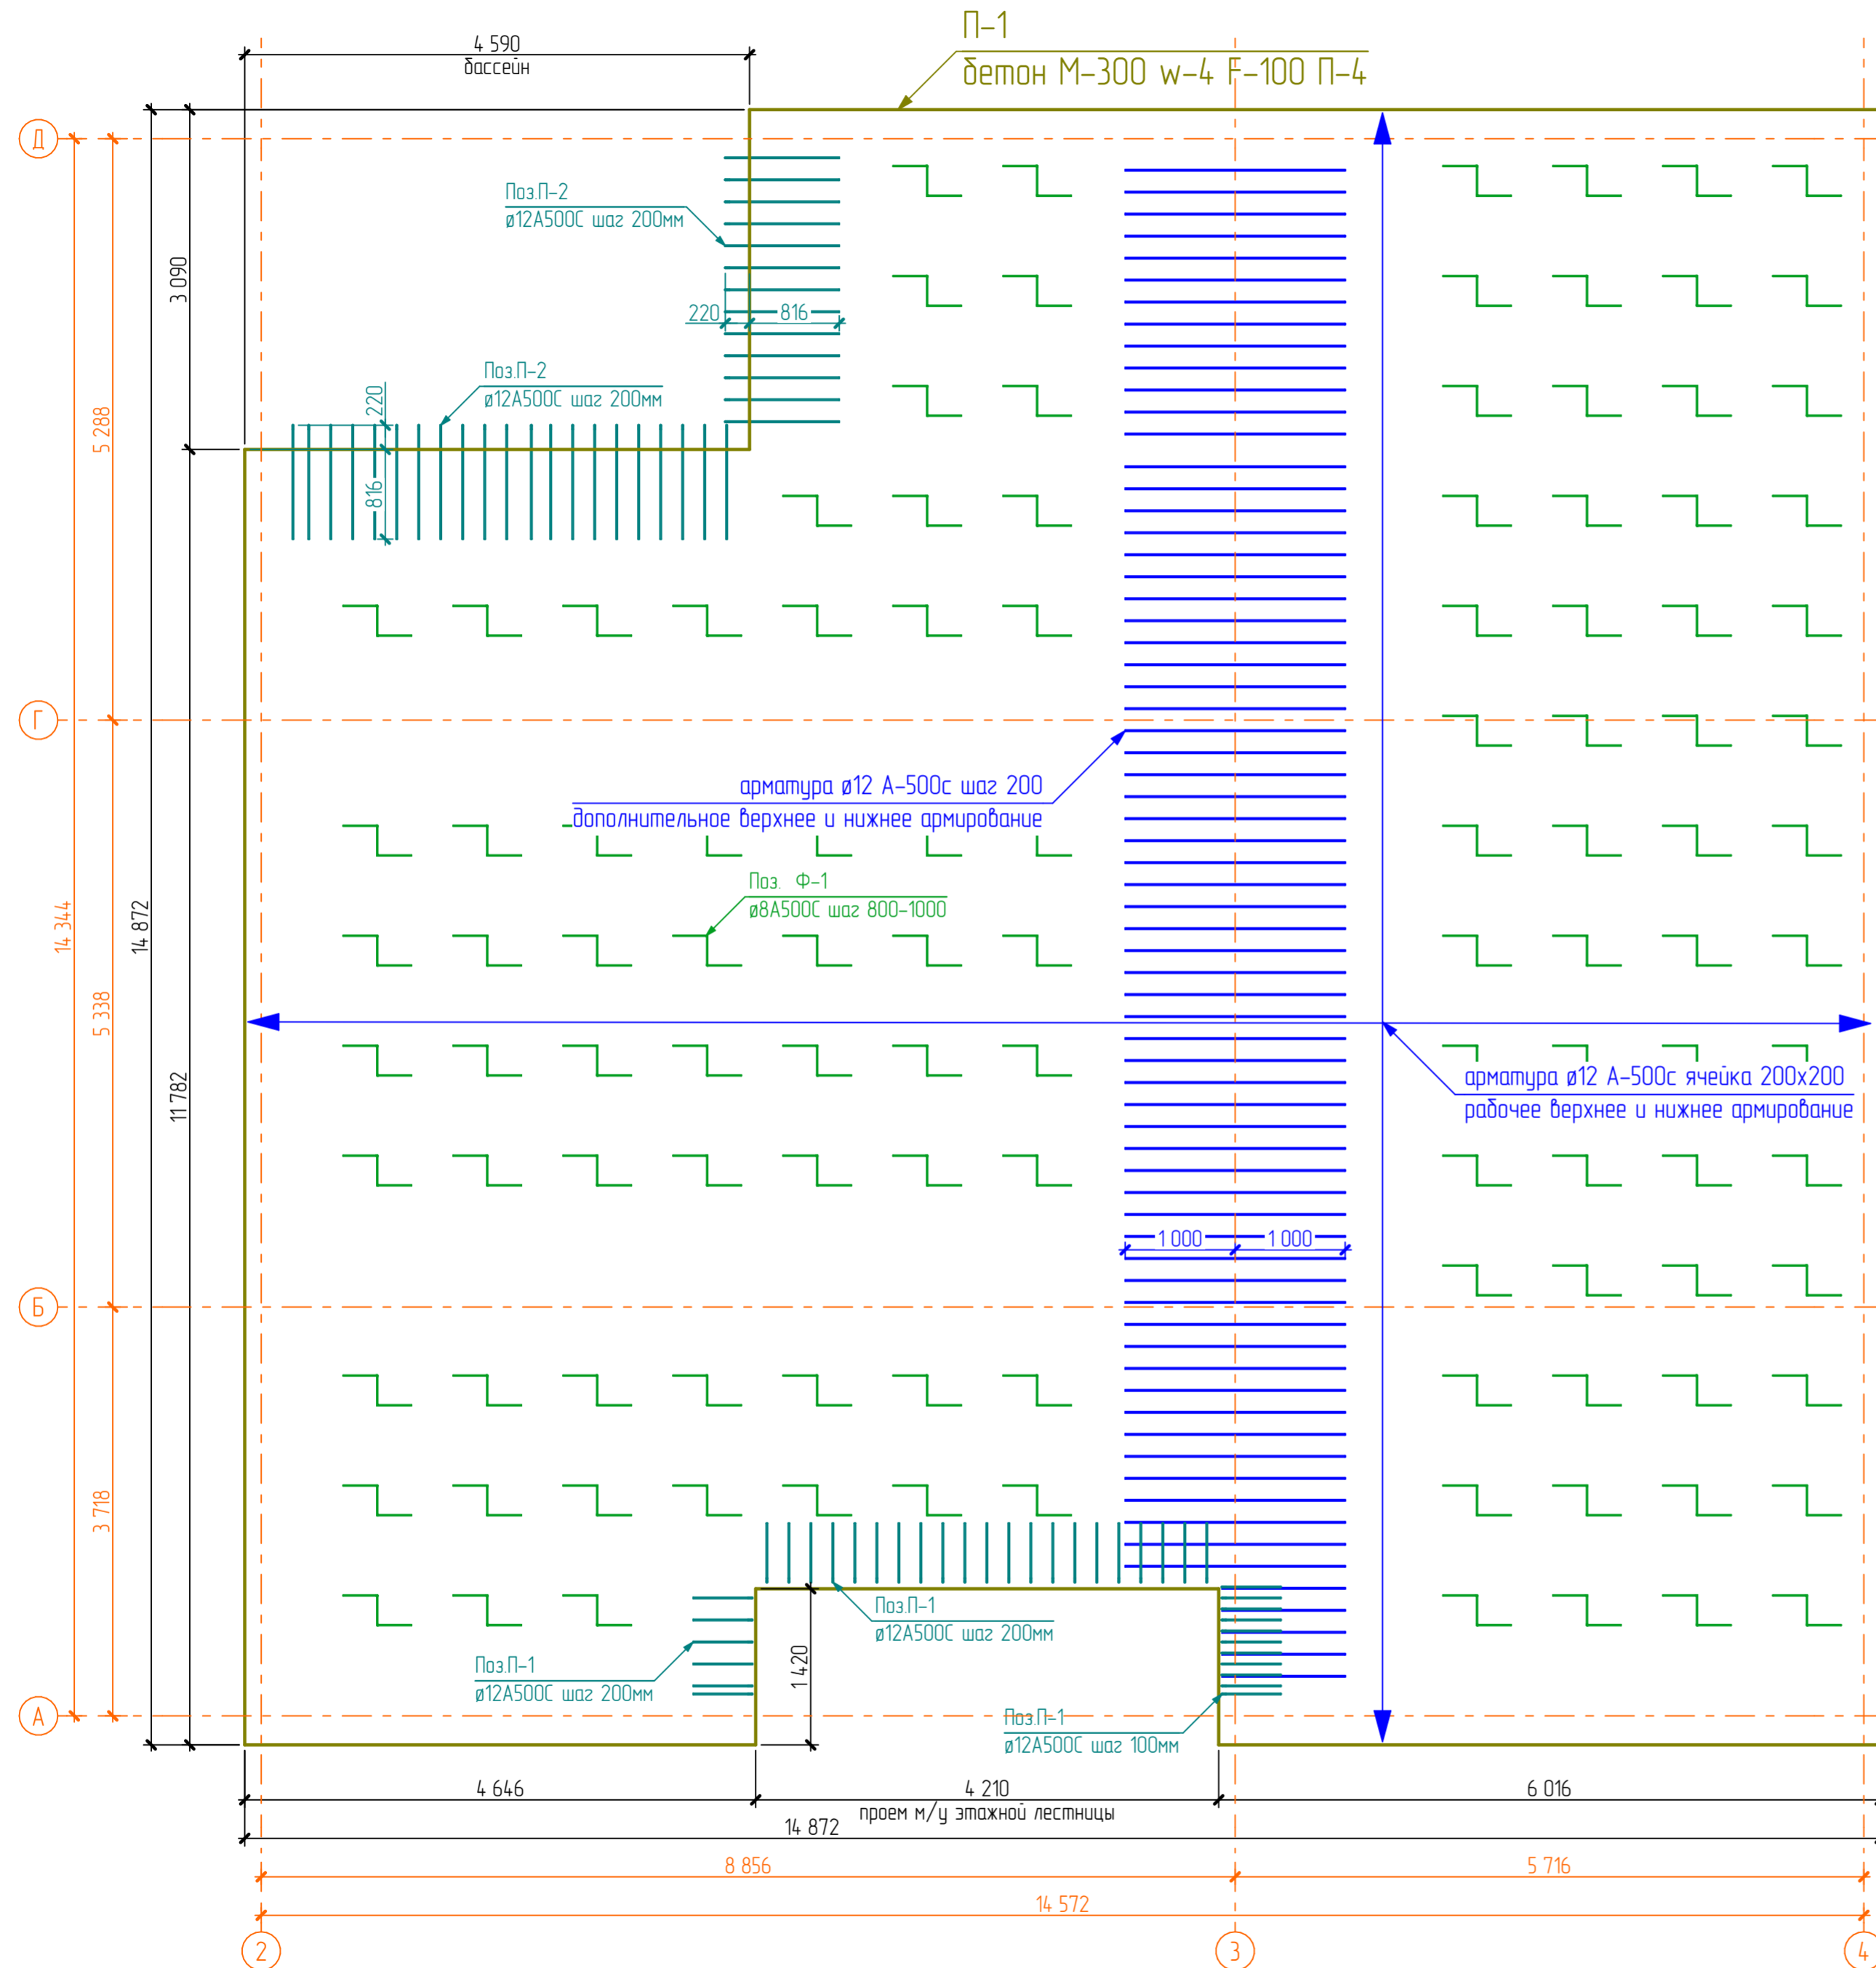 П-1
бетон М-300 w-4 F-100 П-4
4 590
бассейн
Д
Поз.П-2
ø12А500С шаг 200мм
3 090
220
816
Поз.П-2
ø12А500С шаг 200мм
220
816
5 288
Г
арматура ø12 А-500с шаг 200
дополнительное верхнее и нижнее армирование
Поз. Ф-1
ø8А500С шаг 800-1000
14 344
14 872
5 338
11 782
арматура ø12 А-500с ячейка 200х200
рабочее верхнее и нижнее армирование
1 000
1 000
Б
3 718
Поз.П-1
ø12А500С шаг 200мм
1 420
Поз.П-1
ø12А500С шаг 200мм
А
Поз.П-1
ø12А500С шаг 100мм
4 646
4 210
6 016
проем м/у этажной лестницы
14 872
8 856
5 716
14 572
2
3
4